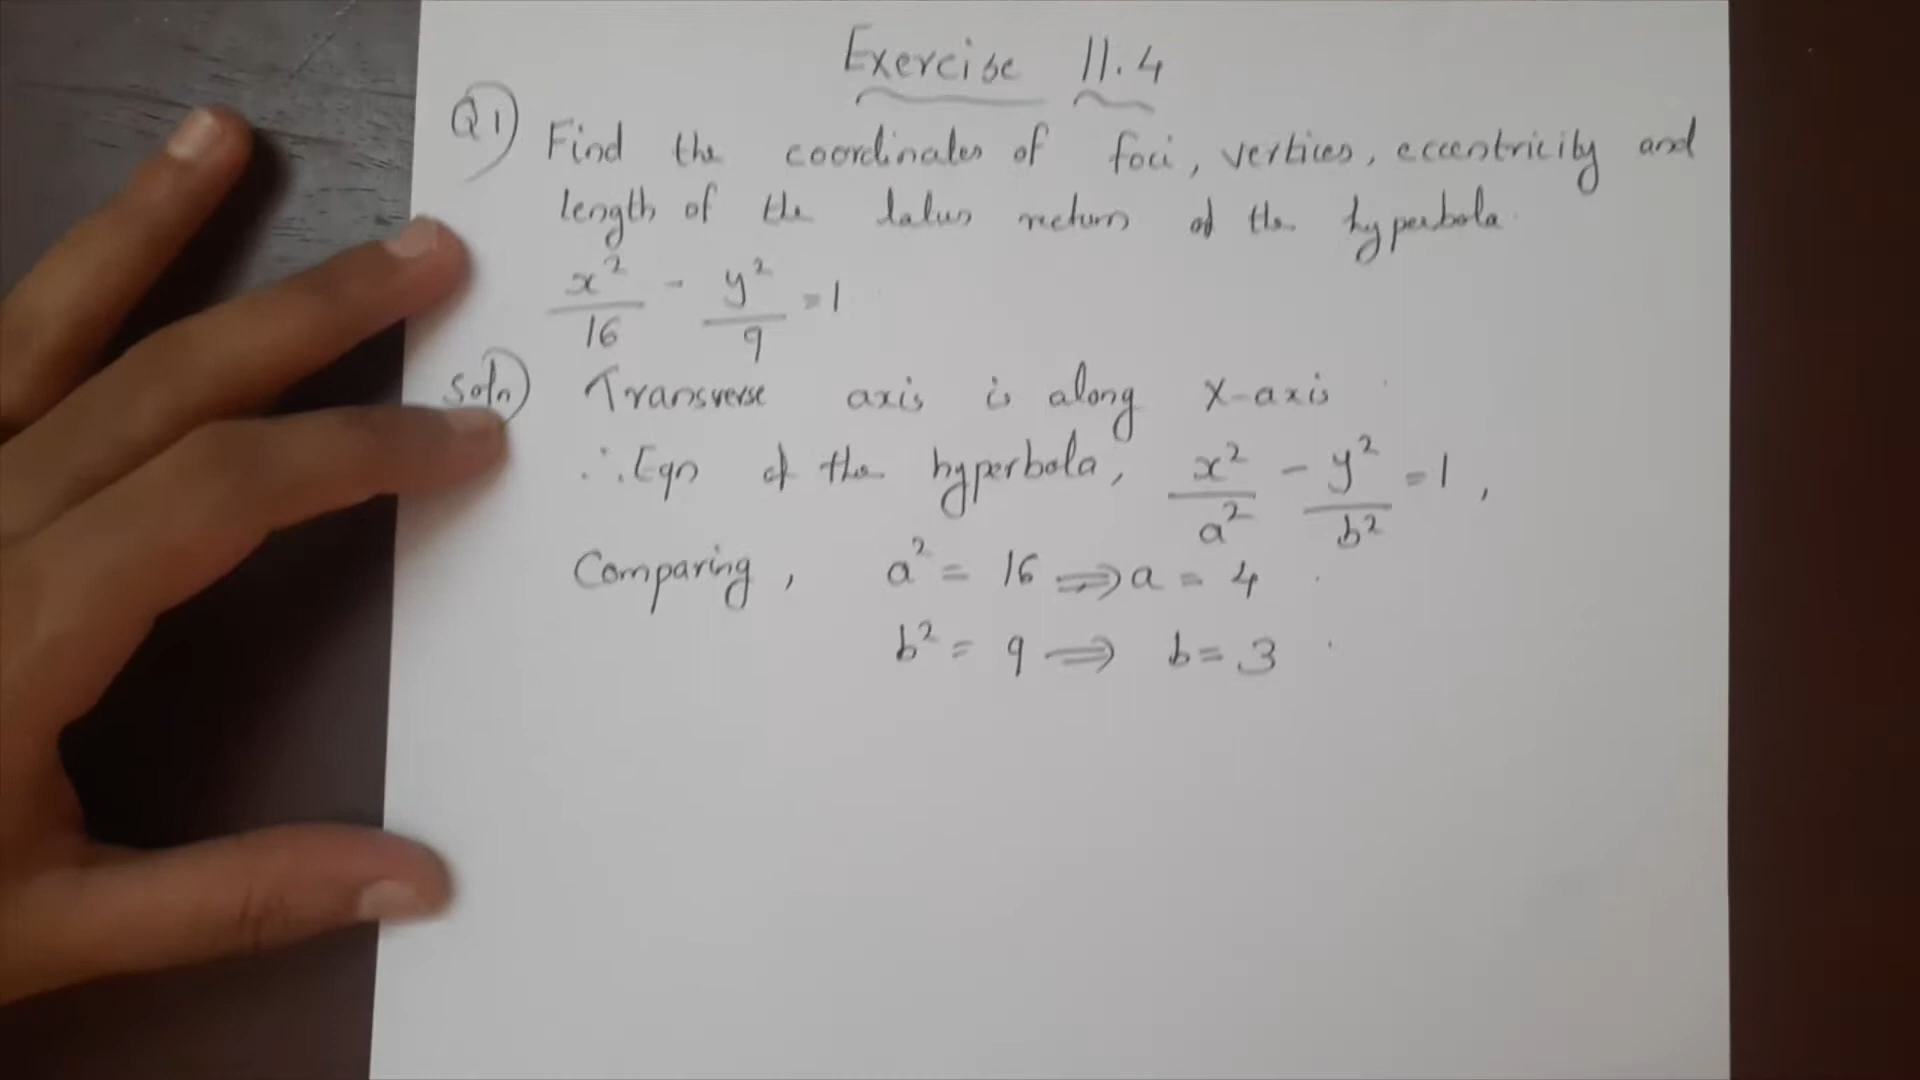 Exercise 11.4
Q1) Find the coordinates of foci, vertices, eccentricity and
length of the latus rectum of the hyperbola.
x²/16 - y²/9 = 1
Soln) Transverse axis is along X-axis
∴ Eqn of the hyperbola, x²/a² - y²/b² = 1,
Comparing, a² = 16 ⟹ a = 4
b² = 9 ⟹ b = 3